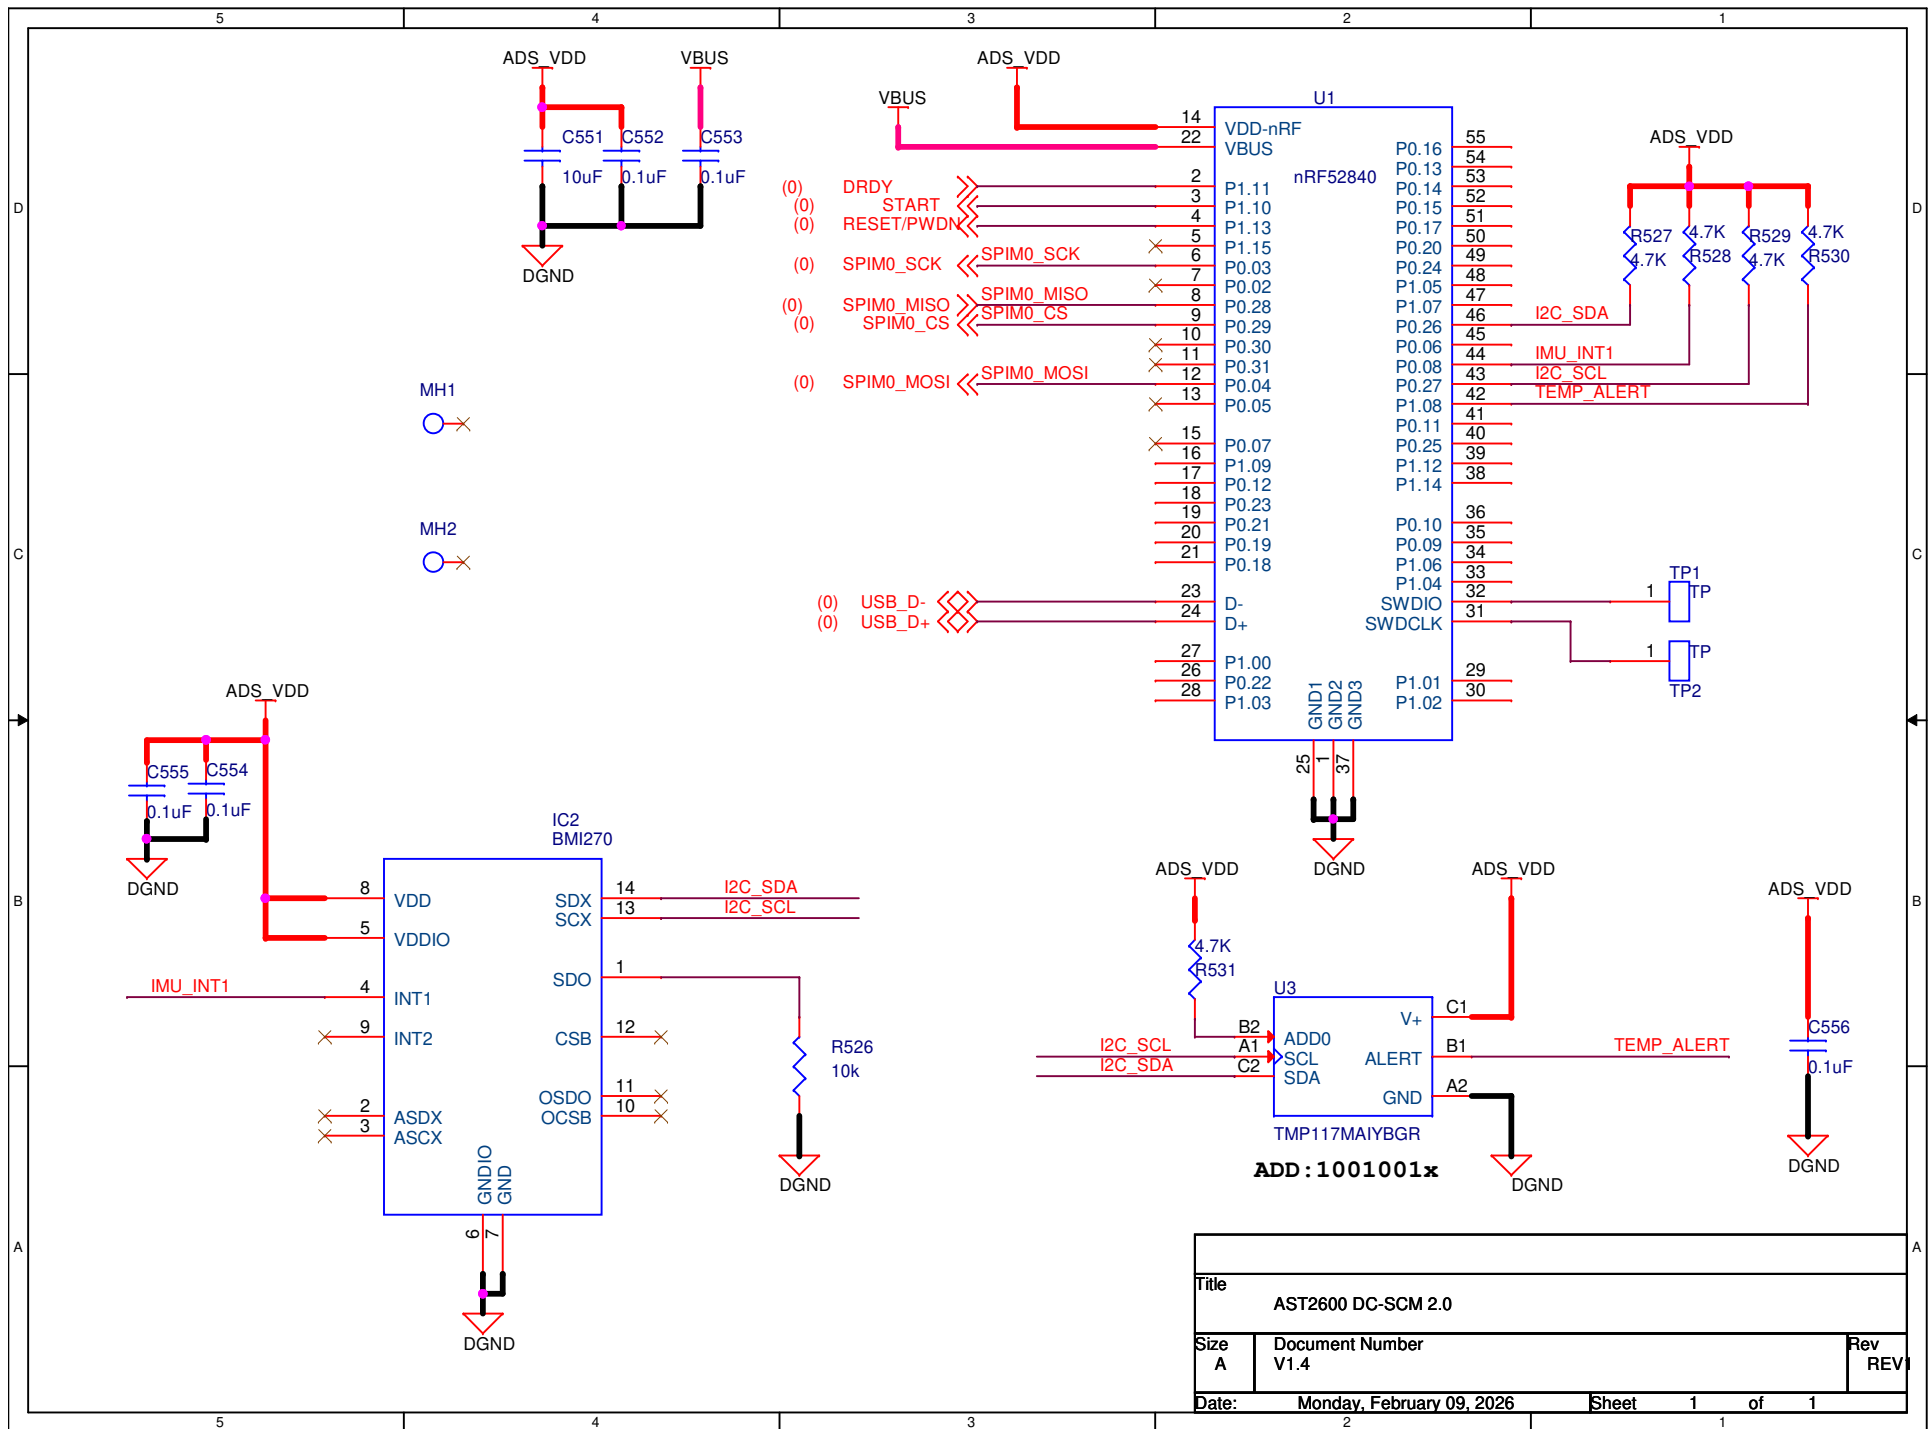 5 4 3 2 1
D
C
B
A
D
C
B
A
ADS_VDD
VBUS
C551
C552
C553
10uF
0.1uF
0.1uF
DGND
MH1
MH2
ADS_VDD
VBUS
U1
nRF52840
14 VDD-nRF
22 VBUS
(0) DRDY 2 P1.11
(0) START 3 P1.10
(0) RESET/PWDN 4 P1.13
5 P1.15
(0) SPIM0_SCK SPIM0_SCK 6 P0.03
7 P0.02
(0) SPIM0_MISO SPIM0_MISO 8 P0.28
(0) SPIM0_CS SPIM0_CS 9 P0.29
10 P0.30
11 P0.31
(0) SPIM0_MOSI SPIM0_MOSI 12 P0.04
13 P0.05
15 P0.07
16 P1.09
17 P0.12
18 P0.23
19 P0.21
20 P0.19
21 P0.18
(0) USB_D- 23 D-
(0) USB_D+ 24 D+
27 P1.00
26 P0.22
28 P1.03
P0.16 55
P0.13 54
P0.14 53
P0.15 52
P0.17 51
P0.20 50
P0.24 49
P1.05 48
P1.07 47
P0.26 46 I2C_SDA
P0.06 45
P0.08 44 IMU_INT1
P0.27 43 I2C_SCL
P1.08 42 TEMP_ALERT
P0.11 41
P0.25 40
P1.12 39
P1.14 38
P0.10 36
P0.09 35
P1.06 34
P1.04 33
SWDIO 32
SWDCLK 31
P1.01 29
P1.02 30
GND1
GND2
GND3
25
1
37
DGND
ADS_VDD
R527
4.7K
4.7K
R528
R529
4.7K
4.7K
R530
TP1
1 TP
1 TP
TP2
ADS_VDD
C555
C554
0.1uF
0.1uF
DGND
IC2
BMI270
8 VDD
5 VDDIO
IMU_INT1 4 INT1
9 INT2
2 ASDX
3 ASCX
SDX 14 I2C_SDA
SCX 13 I2C_SCL
SDO 1
CSB 12
OSDO 11
OCSB 10
GNDIO
GND
6
7
DGND
R526
10k
DGND
ADS_VDD
4.7K
R531
ADS_VDD
U3
B2 ADD0
I2C_SCL A1 SCL
I2C_SDA C2 SDA
V+ C1
ALERT B1 TEMP_ALERT
GND A2
TMP117MAIYBGR
ADD:1001001x
DGND
ADS_VDD
C556
0.1uF
DGND
Title
AST2600 DC-SCM 2.0
Size
A
Document Number
V1.4
Rev
REV1
Date: Monday, February 09, 2026 Sheet 1 of 1
5 4 3 2 1